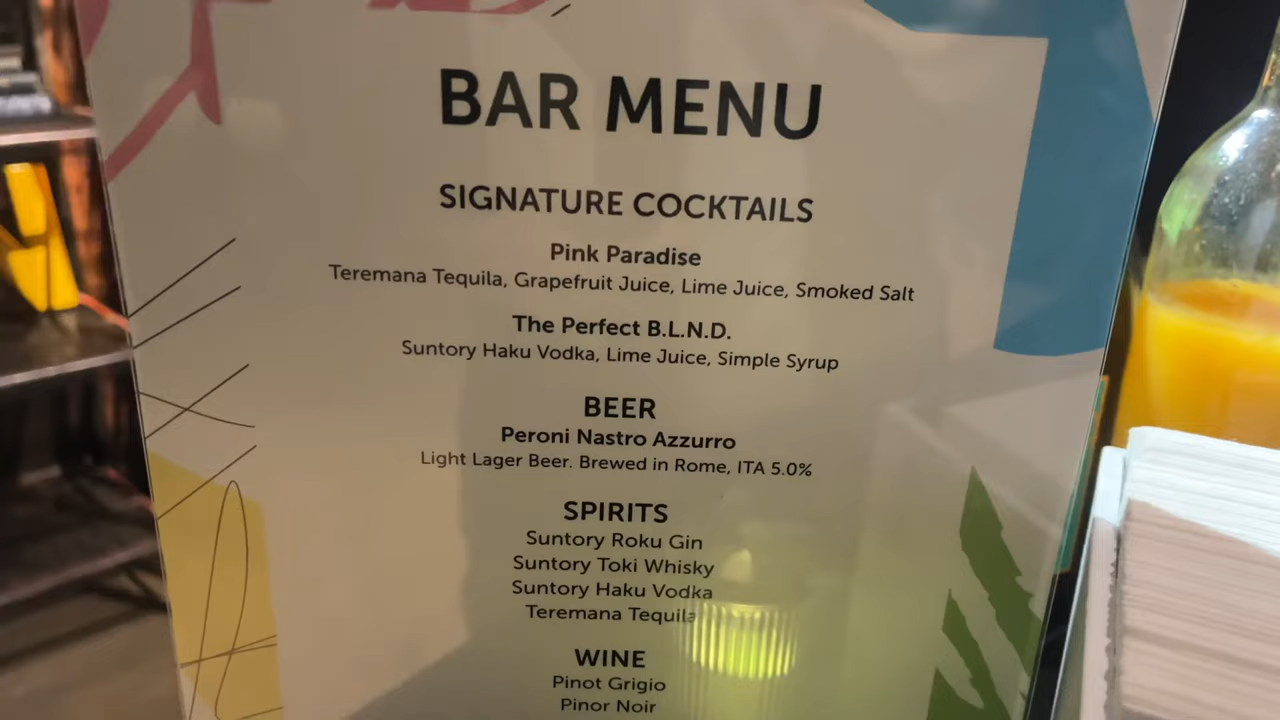 BAR MENU
SIGNATURE COCKTAILS
Pink Paradise
Teremana Tequila, Grapefruit Juice, Lime Juice, Smoked Salt
The Perfect B.L.N.D.
Suntory Haku Vodka, Lime Juice, Simple Syrup
BEER
Peroni Nastro Azzurro
Light Lager Beer. Brewed in Rome, ITA 5.0%
SPIRITS
Suntory Roku Gin
Suntory Toki Whisky
Suntory Haku Vodka
Teremana Tequila
WINE
Pinot Grigio
Pinor Noir